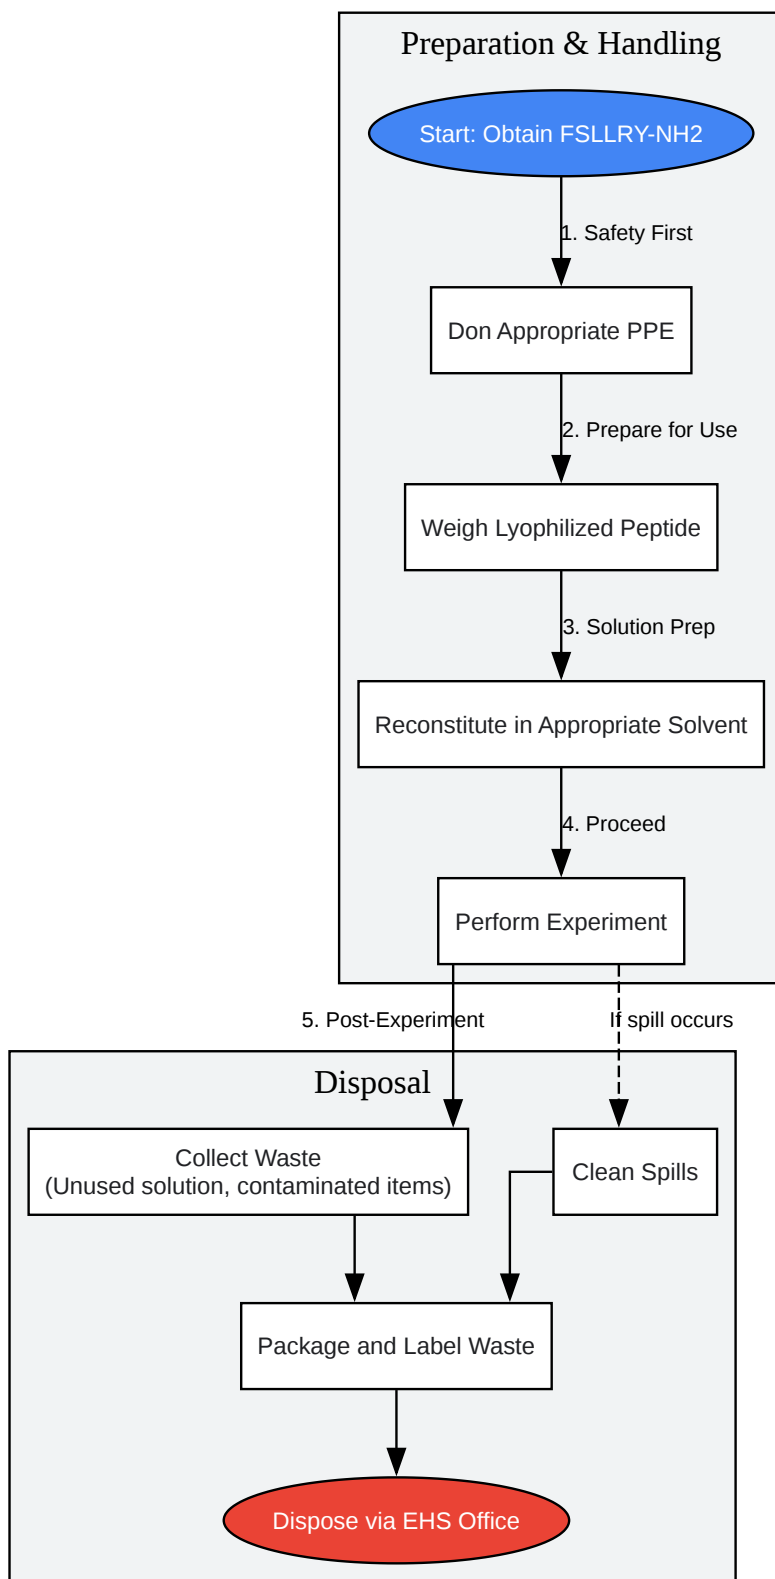 Preparation & Handling
Start: Obtain FSLLRY-NH2
1. Safety First
Don Appropriate PPE
2. Prepare for Use
Weigh Lyophilized Peptide
3. Solution Prep
Reconstitute in Appropriate Solvent
4. Proceed
Perform Experiment
5. Post-Experiment
If spill occurs
Disposal
Collect Waste
(Unused solution, contaminated items)
Clean Spills
Package and Label Waste
Dispose via EHS Office